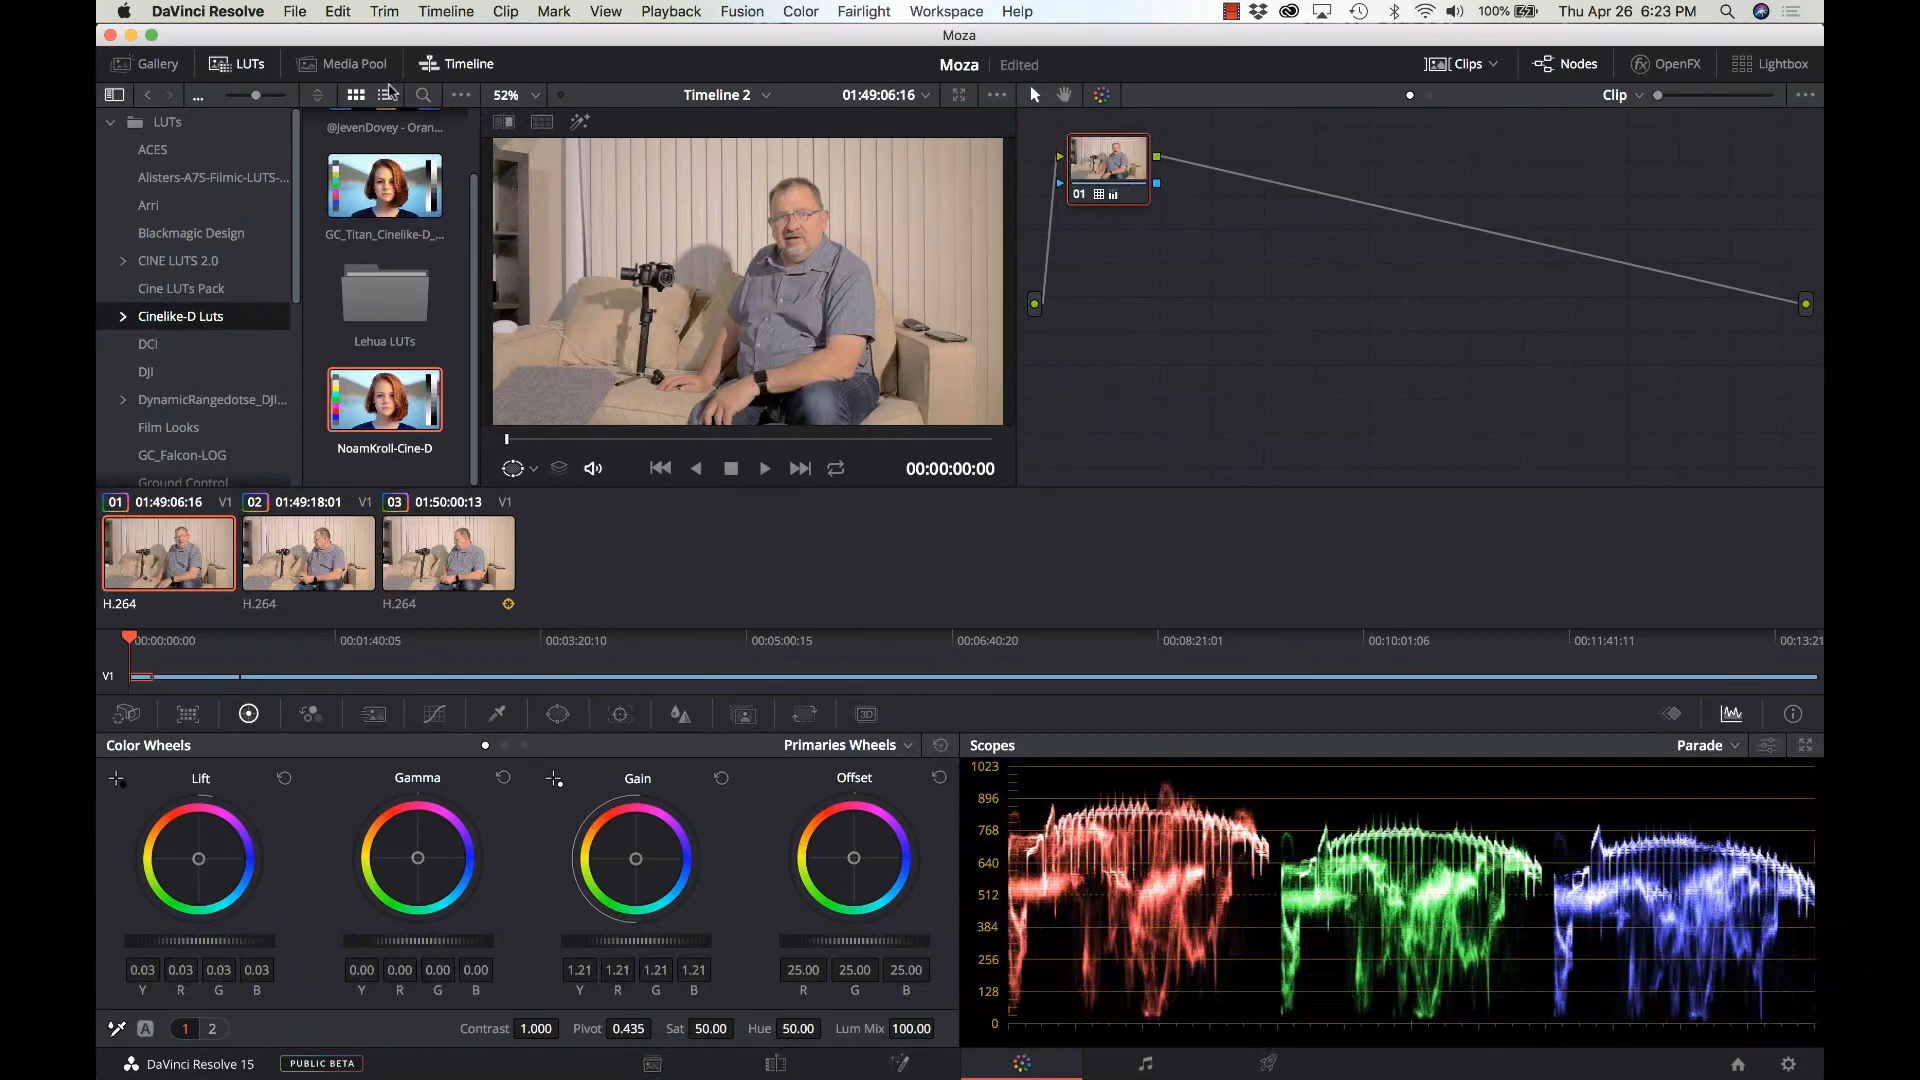 DaVinci Resolve File Edit Trim Timeline Clip Mark View Playback Fusion Color Fairlight Workspace Help 100% Thu Apr 26 6:23 PM
Moza
Gallery LUTs Media Pool Timeline Moza Edited Clips Nodes OpenFX Lightbox
... 52% Timeline 2 01:49:06:16 Clip
LUTs
ACES
Alisters-A7S-Filmic-LUTS-...
Arri
Blackmagic Design
CINE LUTS 2.0
Cine LUTs Pack
Cinelike-D Luts
DCI
DJI
DynamicRangedotse_DJI...
Film Looks
GC_Falcon-LOG
Ground Control
@JevenDovey - Oran...
GC_Titan_Cinelike-D_...
Lehua LUTs
NoamKroll-Cine-D
00:00:00:00
01
01 01:49:06:16 V1 02 01:49:18:01 V1 03 01:50:00:13 V1
H.264 H.264 H.264
00:00:00:00 00:01:40:05 00:03:20:10 00:05:00:15 00:06:40:20 00:08:21:01 00:10:01:06 00:11:41:11 00:13:21
V1
3D
Color Wheels Primaries Wheels
Lift Gamma Gain Offset
0.03 0.03 0.03 0.03 0.00 0.00 0.00 0.00 1.21 1.21 1.21 1.21 25.00 25.00 25.00
Y R G B Y R G B Y R G B R G B
A 1 2 Contrast 1.000 Pivot 0.435 Sat 50.00 Hue 50.00 Lum Mix 100.00
Scopes Parade
1023
896
768
640
512
384
256
128
0
DaVinci Resolve 15 PUBLIC BETA